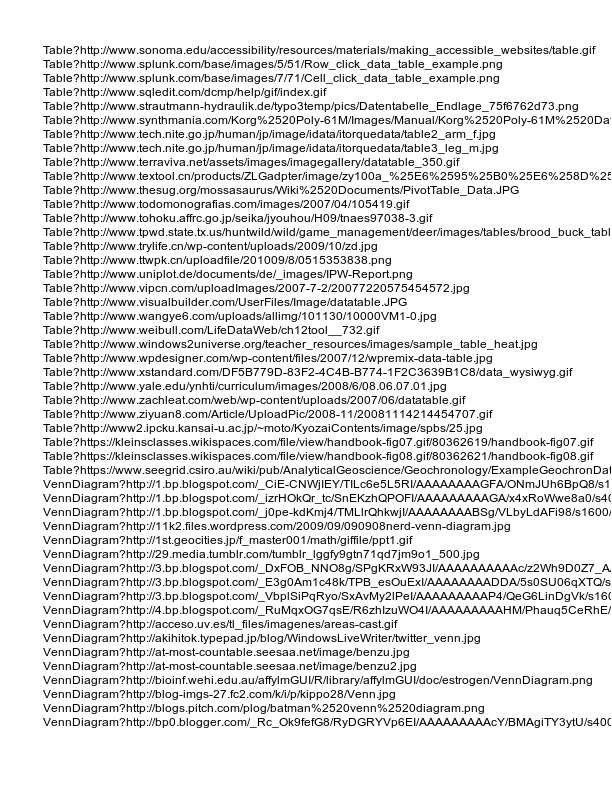 Table?http://www.sonoma.edu/accessibility/resources/materials/making_accessible_websites/table.gif
Table?http://www.splunk.com/base/images/5/51/Row_click_data_table_example.png
Table?http://www.splunk.com/base/images/7/71/Cell_click_data_table_example.png
Table?http://www.sqledit.com/dcmp/help/gif/index.gif
Table?http://www.strautmann-hydraulik.de/typo3temp/pics/Datentabelle_Endlage_75f6762d73.png
Table?http://www.synthmania.com/Korg%2520Poly-61M/Images/Manual/Korg%2520Poly-61M%2520Da
Table?http://www.tech.nite.go.jp/human/jp/image/idata/itorquedata/table2_arm_f.jpg
Table?http://www.tech.nite.go.jp/human/jp/image/idata/itorquedata/table3_leg_m.jpg
Table?http://www.terraviva.net/assets/images/imagegallery/datatable_350.gif
Table?http://www.textool.cn/products/ZLGadpter/image/zy100a_%25E6%2595%25B0%25E6%258D%25
Table?http://www.thesug.org/mossasaurus/Wiki%2520Documents/PivotTable_Data.JPG
Table?http://www.todomonografias.com/images/2007/04/105419.gif
Table?http://www.tohoku.affrc.go.jp/seika/jyouhou/H09/tnaes97038-3.gif
Table?http://www.tpwd.state.tx.us/huntwild/wild/game_management/deer/images/tables/brood_buck_tabl
Table?http://www.trylife.cn/wp-content/uploads/2009/10/zd.jpg
Table?http://www.ttwpk.cn/uploadfile/201009/8/0515353838.png
Table?http://www.uniplot.de/documents/de/_images/IPW-Report.png
Table?http://www.vipcn.com/uploadImages/2007-7-2/20077220575454572.jpg
Table?http://www.visualbuilder.com/UserFiles/Image/datatable.JPG
Table?http://www.wangye6.com/uploads/allimg/101130/10000VM1-0.jpg
Table?http://www.weibull.com/LifeDataWeb/ch12tool__732.gif
Table?http://www.windows2universe.org/teacher_resources/images/sample_table_heat.jpg
Table?http://www.wpdesigner.com/wp-content/files/2007/12/wpremix-data-table.jpg
Table?http://www.xstandard.com/DF5B779D-83F2-4C4B-B774-1F2C3639B1C8/data_wysiwyg.gif
Table?http://www.yale.edu/ynhti/curriculum/images/2008/6/08.06.07.01.jpg
Table?http://www.zachleat.com/web/wp-content/uploads/2007/06/datatable.gif
Table?http://www.ziyuan8.com/Article/UploadPic/2008-11/20081114214454707.gif
Table?http://www2.ipcku.kansai-u.ac.jp/~moto/KyozaiContents/image/spbs/25.jpg
Table?https://kleinsclasses.wikispaces.com/file/view/handbook-fig07.gif/80362619/handbook-fig07.gif
Table?https://kleinsclasses.wikispaces.com/file/view/handbook-fig08.gif/80362621/handbook-fig08.gif
Table?https://www.seegrid.csiro.au/wiki/pub/AnalyticalGeoscience/Geochronology/ExampleGeochronDat
VennDiagram?http://1.bp.blogspot.com/_CiE-CNWjIEY/TILc6e5L5RI/AAAAAAAAGFA/ONmJUh6BpQ8/s1
VennDiagram?http://1.bp.blogspot.com/_izrHOkQr_tc/SnEKzhQPOFI/AAAAAAAAAGA/x4xRoWwe8a0/s40
VennDiagram?http://1.bp.blogspot.com/_j0pe-kdKmj4/TMLIrQhkwjI/AAAAAAAABSg/VLbyLdAFi98/s1600/
VennDiagram?http://11k2.files.wordpress.com/2009/09/090908nerd-venn-diagram.jpg
VennDiagram?http://1st.geocities.jp/f_master001/math/giffile/ppt1.gif
VennDiagram?http://29.media.tumblr.com/tumblr_lggfy9gtn71qd7jm9o1_500.jpg
VennDiagram?http://3.bp.blogspot.com/_DxFOB_NNO8g/SPgKRxW93JI/AAAAAAAAAAc/z2Wh9D0Z7_A
VennDiagram?http://3.bp.blogspot.com/_E3g0Am1c48k/TPB_esOuExI/AAAAAAAADDA/5s0SU06qXTQ/s
VennDiagram?http://3.bp.blogspot.com/_VbpISiPqRyo/SxAvMy2IPeI/AAAAAAAAAP4/QeG6LinDgVk/s160
VennDiagram?http://4.bp.blogspot.com/_RuMqxOG7qsE/R6zhIzuWO4I/AAAAAAAAAHM/Phauq5CeRhE/
VennDiagram?http://acceso.uv.es/tl_files/imagenes/areas-cast.gif
VennDiagram?http://akihitok.typepad.jp/blog/WindowsLiveWriter/twitter_venn.jpg
VennDiagram?http://at-most-countable.seesaa.net/image/benzu.jpg
VennDiagram?http://at-most-countable.seesaa.net/image/benzu2.jpg
VennDiagram?http://bioinf.wehi.edu.au/affylmGUI/R/library/affylmGUI/doc/estrogen/VennDiagram.png
VennDiagram?http://blog-imgs-27.fc2.com/k/i/p/kippo28/Venn.jpg
VennDiagram?http://blogs.pitch.com/plog/batman%2520venn%2520diagram.png
VennDiagram?http://bp0.blogger.com/_Rc_Ok9fefG8/RyDGRYVp6EI/AAAAAAAAAcY/BMAgiTY3ytU/s400